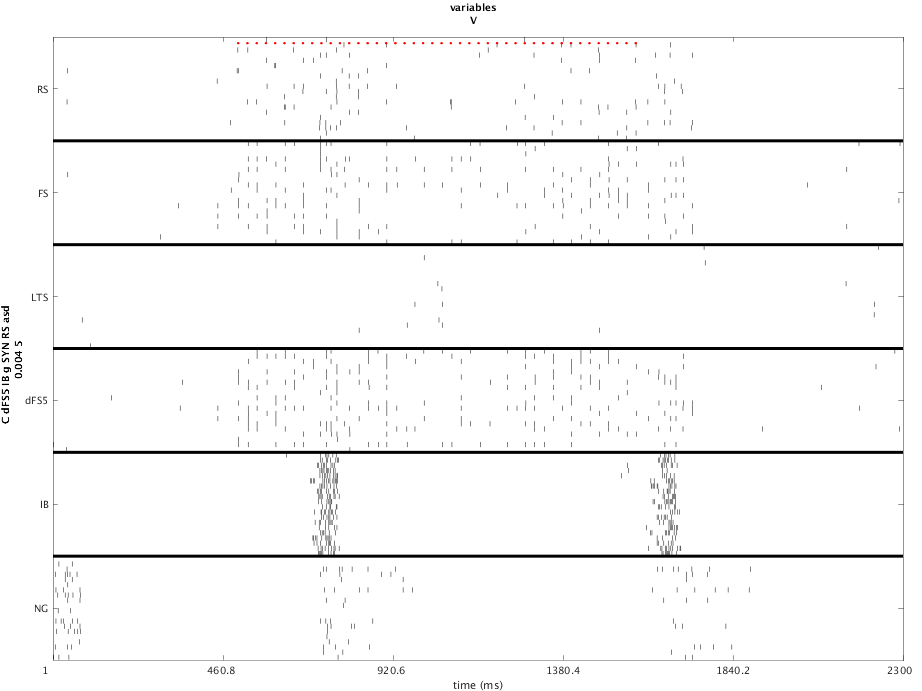 variables
V
C dFS5 IB g SYN RS asd
0.004 5
RS
FS
LTS
dFS5
IB
NG
1 460.8 920.6 1380.4 1840.2 2300
time (ms)